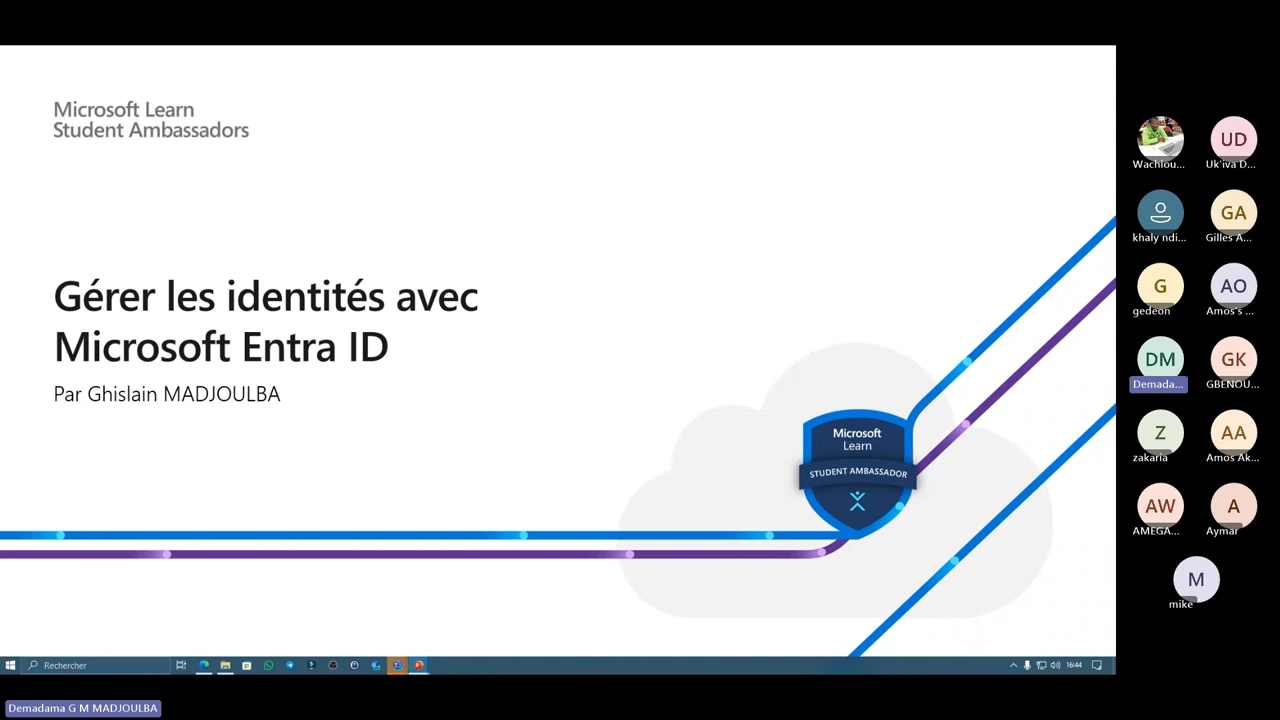 Microsoft Learn
Student Ambassadors
Gérer les identités avec
Microsoft Entra ID
Par Ghislain MADJOULBA
Microsoft
Learn
STUDENT AMBASSADOR
Wachiou...
UD
Uk'iva D...
khaly ndi...
GA
Gilles A...
G
gedeon
AO
Amos's ...
DM
Demada...
GK
GBENOU...
Z
zakaria
AA
Amos Ak...
AW
AMEGA...
A
Aymar
M
mike
Rechercher
16:44
Demadama G M MADJOULBA